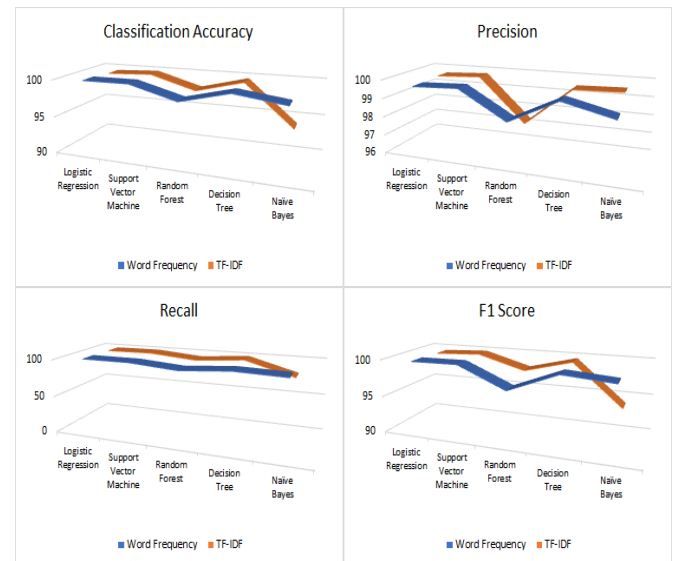 Classification Accuracy
100
95
90
Logistic
Regression
Support
Vector
Machine
Random
Forest
Decision
Tree
Naïve
Bayes
Word Frequency TF-IDF
Precision
100
99
98
97
96
Logistic
Regression
Support
Vector
Machine
Random
Forest
Decision
Tree
Naïve
Bayes
Word Frequency TF-IDF
Recall
100
50
0
Logistic
Regression
Support
Vector
Machine
Random
Forest
Decision
Tree
Naïve
Bayes
Word Frequency TF-IDF
F1 Score
100
95
90
Logistic
Regression
Support
Vector
Machine
Random
Forest
Decision
Tree
Naïve
Bayes
Word Frequency TF-IDF